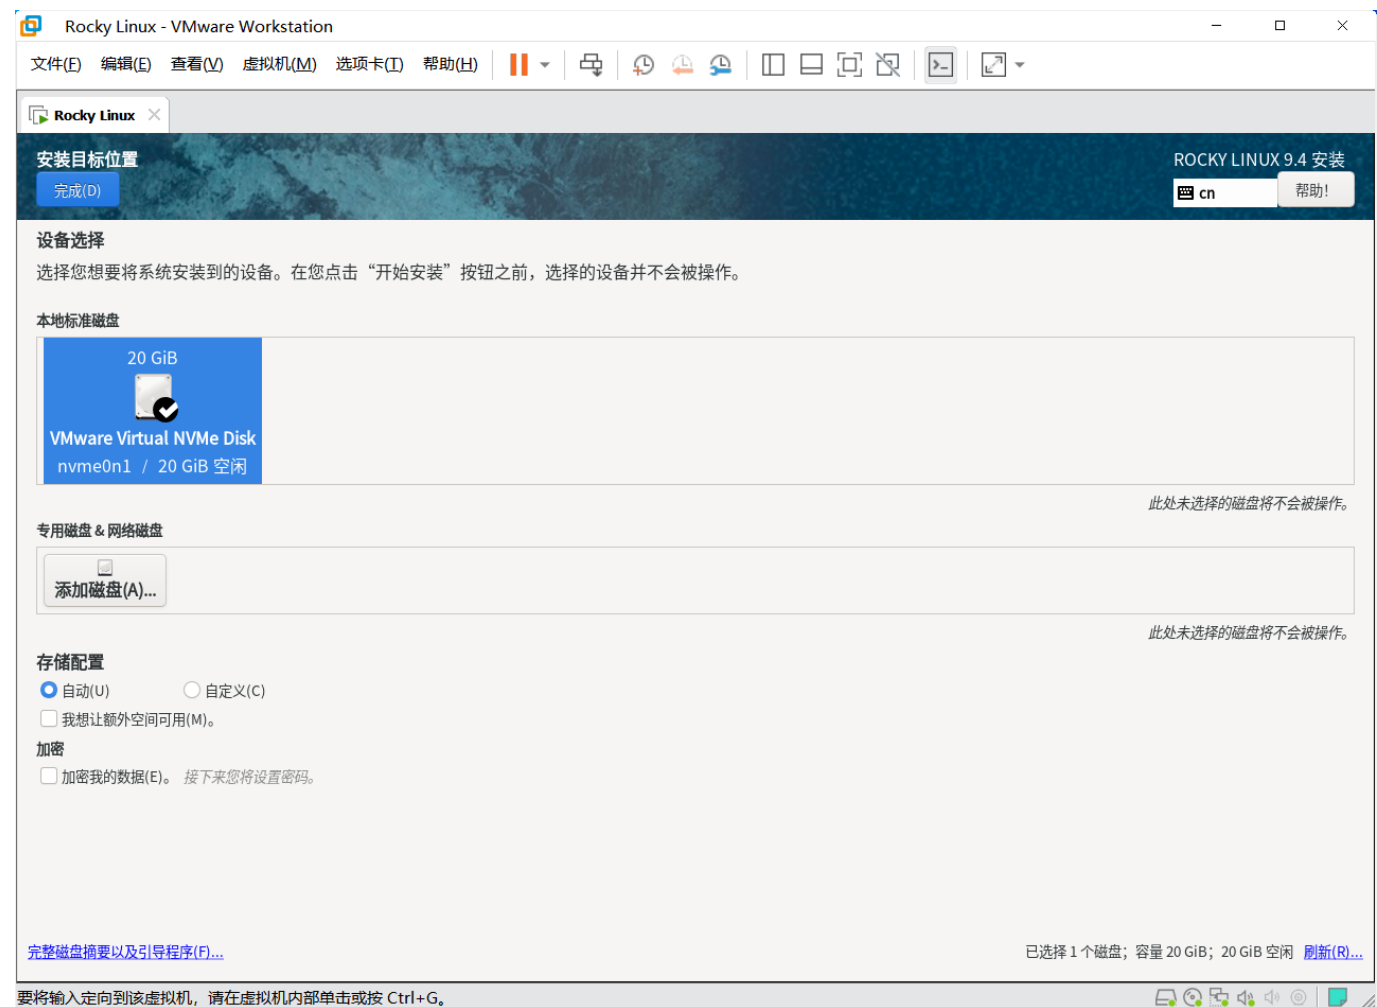 Rocky Linux - VMware Workstation
文件(F) 编辑(E) 查看(V) 虚拟机(M) 选项卡(T) 帮助(H)
Rocky Linux
安装目标位置
ROCKY LINUX 9.4 安装
完成(D)
cn
帮助！
设备选择
选择您想要将系统安装到的设备。在您点击“开始安装”按钮之前，选择的设备并不会被操作。
本地标准磁盘
20 GiB
VMware Virtual NVMe Disk
nvme0n1 / 20 GiB 空闲
此处未选择的磁盘将不会被操作。
专用磁盘 & 网络磁盘
添加磁盘(A)...
此处未选择的磁盘将不会被操作。
存储配置
自动(U) 自定义(C)
我想让额外空间可用(M)。
加密
加密我的数据(E)。 接下来您将设置密码。
完整磁盘摘要以及引导程序(F)...
已选择 1 个磁盘；容量 20 GiB；20 GiB 空闲 刷新(R)...
要将输入定向到该虚拟机，请在虚拟机内部单击或按 Ctrl+G。